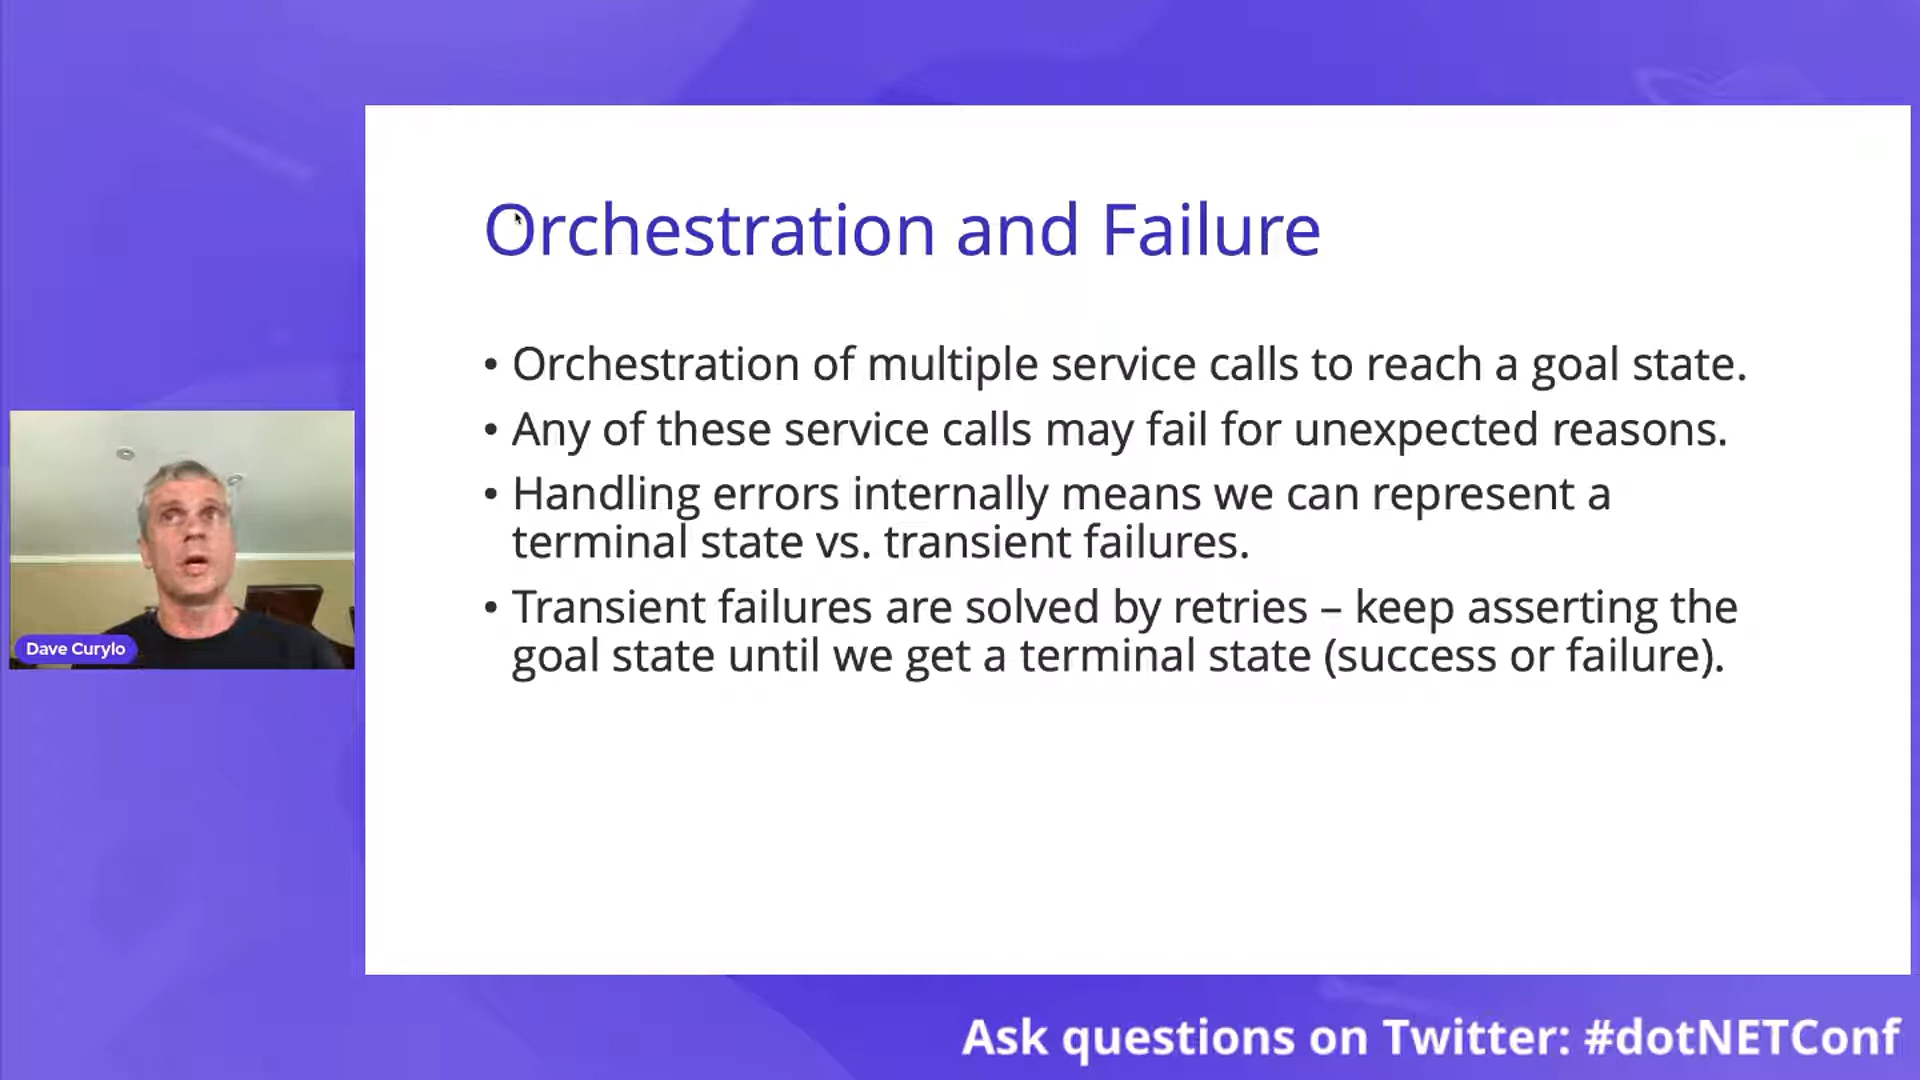 Orchestration and Failure
• Orchestration of multiple service calls to reach a goal state.
• Any of these service calls may fail for unexpected reasons.
• Handling errors internally means we can represent a
terminal state vs. transient failures.
• Transient failures are solved by retries – keep asserting the
goal state until we get a terminal state (success or failure).
Dave Curylo
Ask questions on Twitter: #dotNETConf